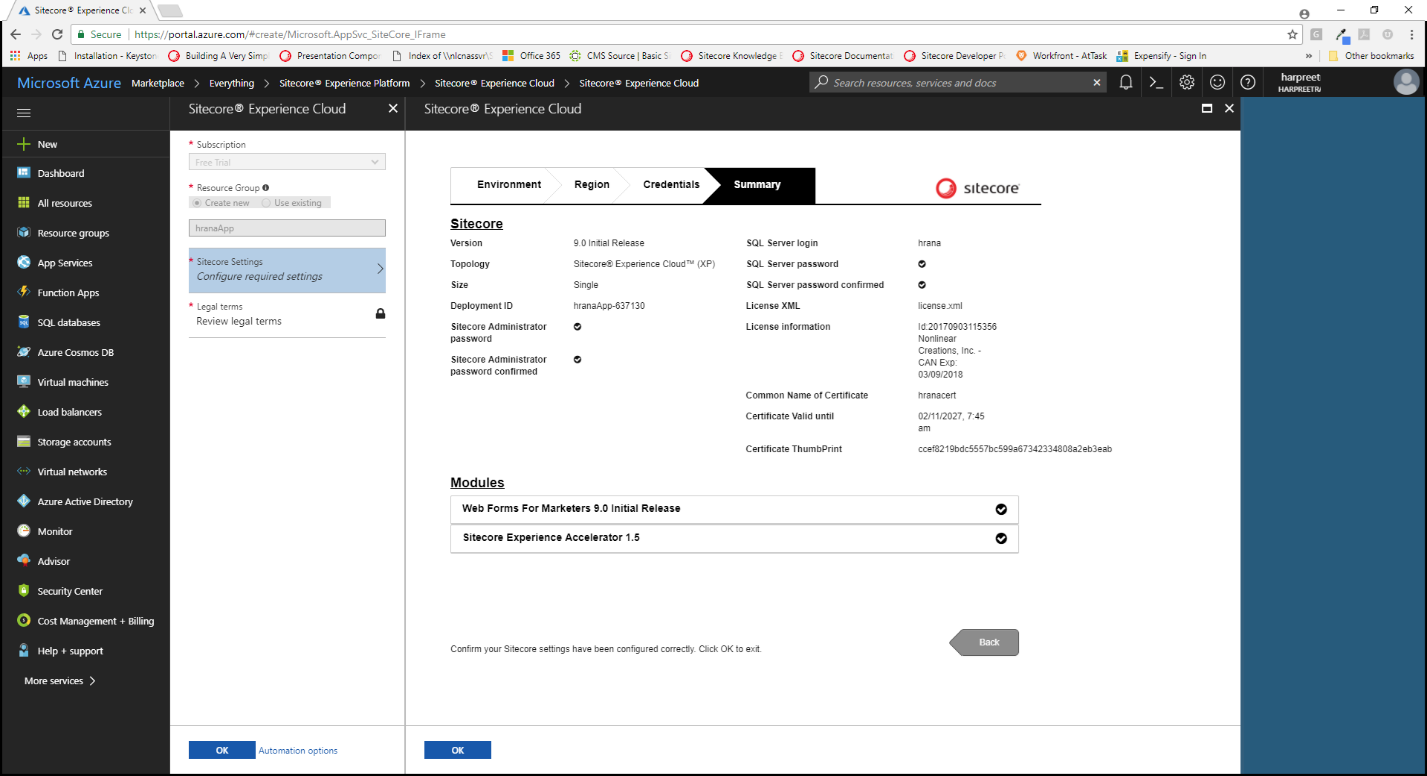 Sitecore® Experience Cl
Secure
https://portal.azure.com/#create/Microsoft.AppSvc_SiteCore_IFrame
Apps
Installation - Keyston
Building A Very Simpl
Presentation Compo
Index of \\nlcnassvr\S
Office 365
CMS Source | Basic S
Sitecore Knowledge
Sitecore Documentat
Sitecore Developer P
Workfront - AtTask
Expensify - Sign In
»
Other bookmarks
Microsoft Azure
Marketplace > Everything > Sitecore® Experience Platform > Sitecore® Experience Cloud > Sitecore® Experience Cloud
Search resources, services and docs
harpreet
HARPREETRA
New
Dashboard
All resources
Resource groups
App Services
Function Apps
SQL databases
Azure Cosmos DB
Virtual machines
Load balancers
Storage accounts
Virtual networks
Azure Active Directory
Monitor
Advisor
Security Center
Cost Management + Billing
Help + support
More services >
Sitecore® Experience Cloud
* Subscription
Free Trial
* Resource Group
Create new
Use existing
hranaApp
* Sitecore Settings
Configure required settings
* Legal terms
Review legal terms
OK
Automation options
Sitecore® Experience Cloud
Environment
Region
Credentials
Summary
sitecore
Sitecore
Version
9.0 Initial Release
Topology
Sitecore® Experience Cloud™ (XP)
Size
Single
Deployment ID
hranaApp-637130
Sitecore Administrator
password
Sitecore Administrator
password confirmed
SQL Server login
hrana
SQL Server password
SQL Server password confirmed
License XML
license.xml
License information
Id:20170903115356
Nonlinear
Creations, Inc. -
CAN Exp:
03/09/2018
Common Name of Certificate
hranacert
Certificate Valid until
02/11/2027, 7:45
am
Certificate ThumbPrint
ccef8219bdc5557bc599a67342334808a2eb3eab
Modules
Web Forms For Marketers 9.0 Initial Release
Sitecore Experience Accelerator 1.5
Confirm your Sitecore settings have been configured correctly. Click OK to exit.
Back
OK